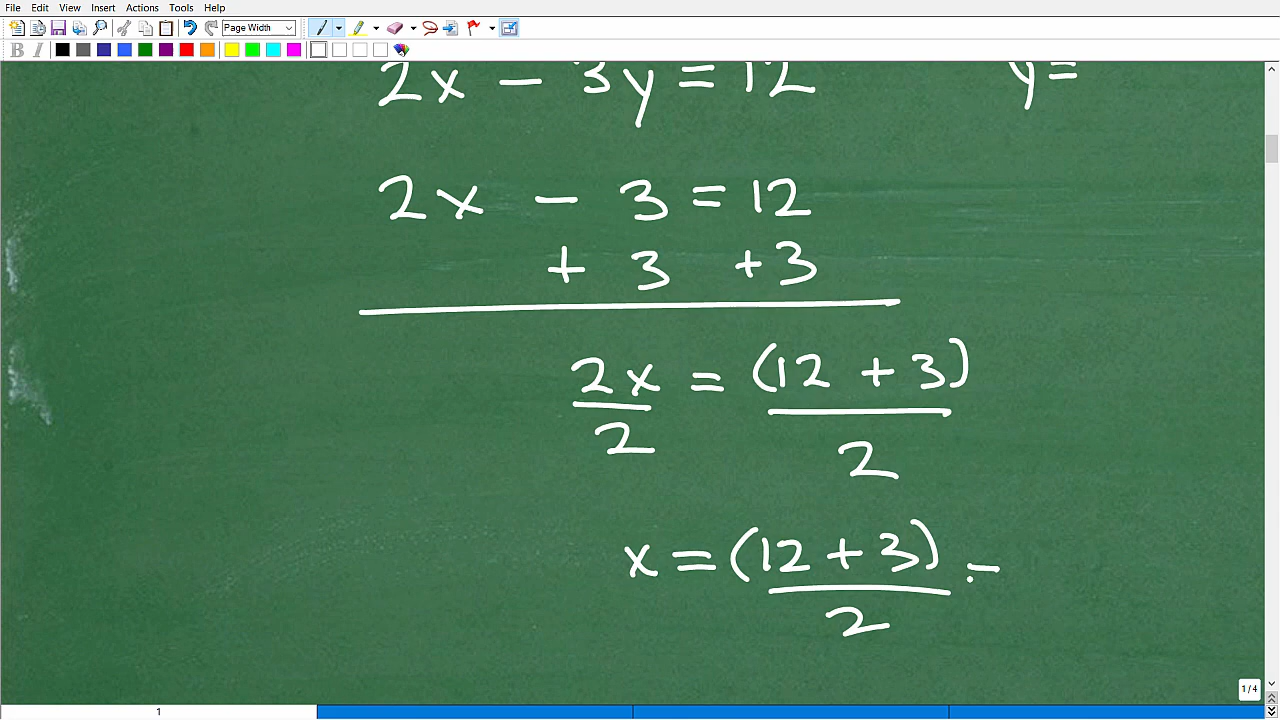 File Edit View Insert Actions Tools Help
Page Width
B I
2x - 3y = 12 y =
2x - 3 = 12
+ 3 +3
2x = (12 + 3)
2 2
x = (12 + 3) =
2
1/4
1